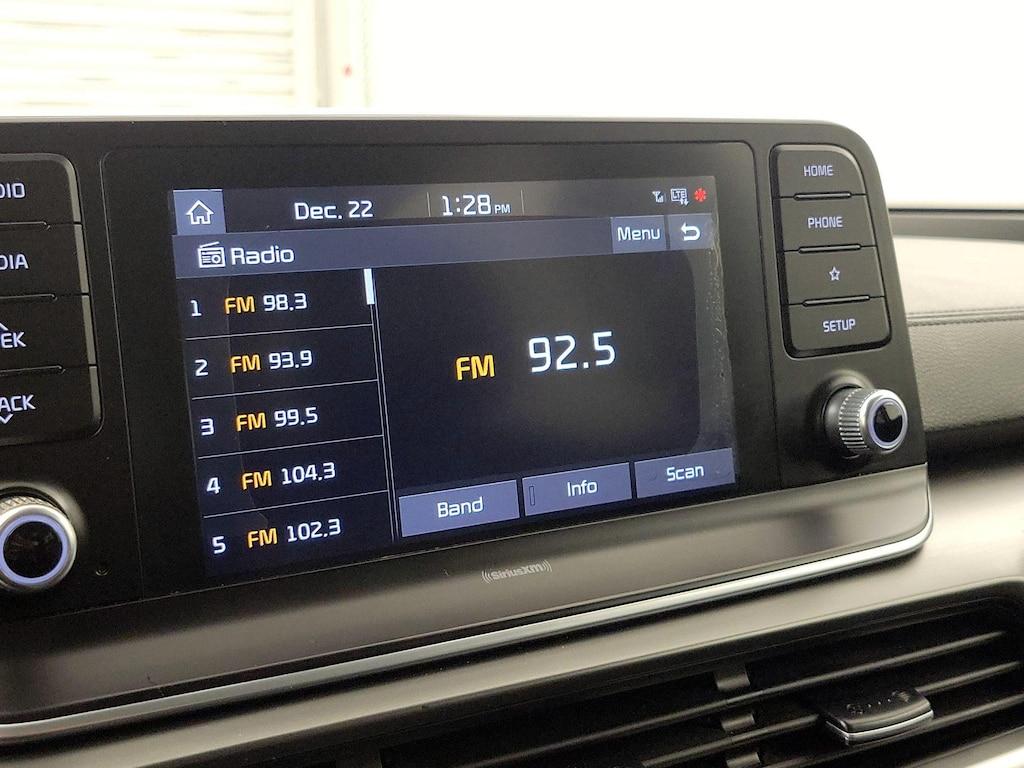 Dec. 22 1:28 PM LTE
Radio Menu
1 FM 98.3
2 FM 93.9
3 FM 99.5
4 FM 104.3
5 FM 102.3
FM 92.5
Band Info Scan
SiriusXM
DIO
DIA
EK
ACK
HOME
PHONE
SETUP